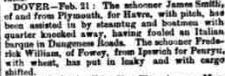 DOVER—Feb. 21: The schooner James Smith,
of and from Plymouth, for Havre, with pitch, has
been assisted in by steamtug and boatmen with
quarter knocked away, having fouled an Italian
barque in Dungeness Roads. The schooner Frede-
rick William, of Fowey, from Ipswich for Penryn,
with wheat, has put in leaky and with cargo
shifted.